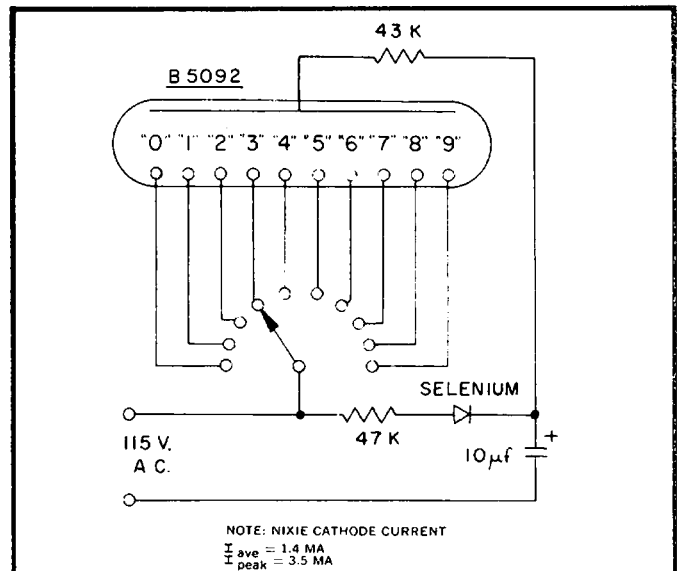 43 K
B 5092
"0" "1" "2" "3" "4" "5" "6" "7" "8" "9"
SELENIUM
47 K
+
10µf
115 V.
A C.
NOTE: NIXIE CATHODE CURRENT
I ave = 1.4 MA
I peak = 3.5 MA